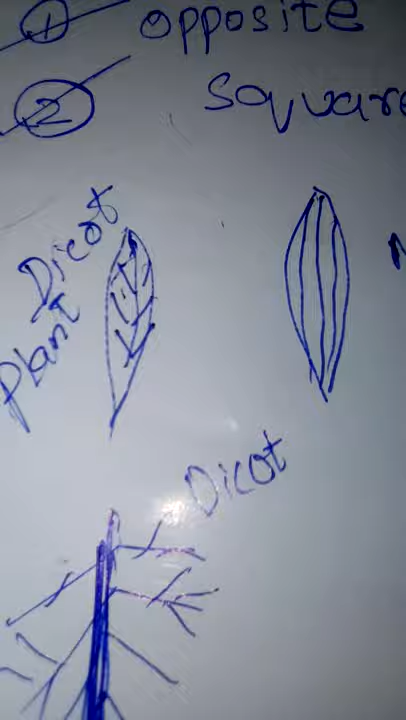 ① opposite
② square
Dicot
Plant
Dicot